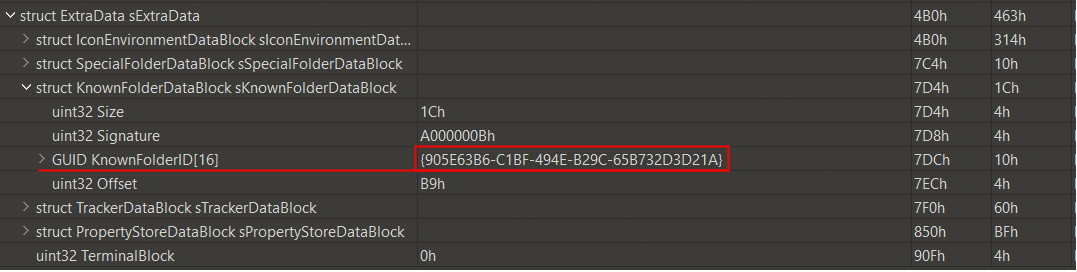 struct ExtraData sExtraData 4B0h 463h
struct IconEnvironmentDataBlock sIconEnvironmentDat... 4B0h 314h
struct SpecialFolderDataBlock sSpecialFolderDataBlock 7C4h 10h
struct KnownFolderDataBlock sKnownFolderDataBlock 7D4h 1Ch
uint32 Size 1Ch 7D4h 4h
uint32 Signature A000000Bh 7D8h 4h
GUID KnownFolderID[16] {905E63B6-C1BF-494E-B29C-65B732D3D21A} 7DCh 10h
uint32 Offset B9h 7ECh 4h
struct TrackerDataBlock sTrackerDataBlock 7F0h 60h
struct PropertyStoreDataBlock sPropertyStoreDataBlock 850h BFh
uint32 TerminalBlock 0h 90Fh 4h